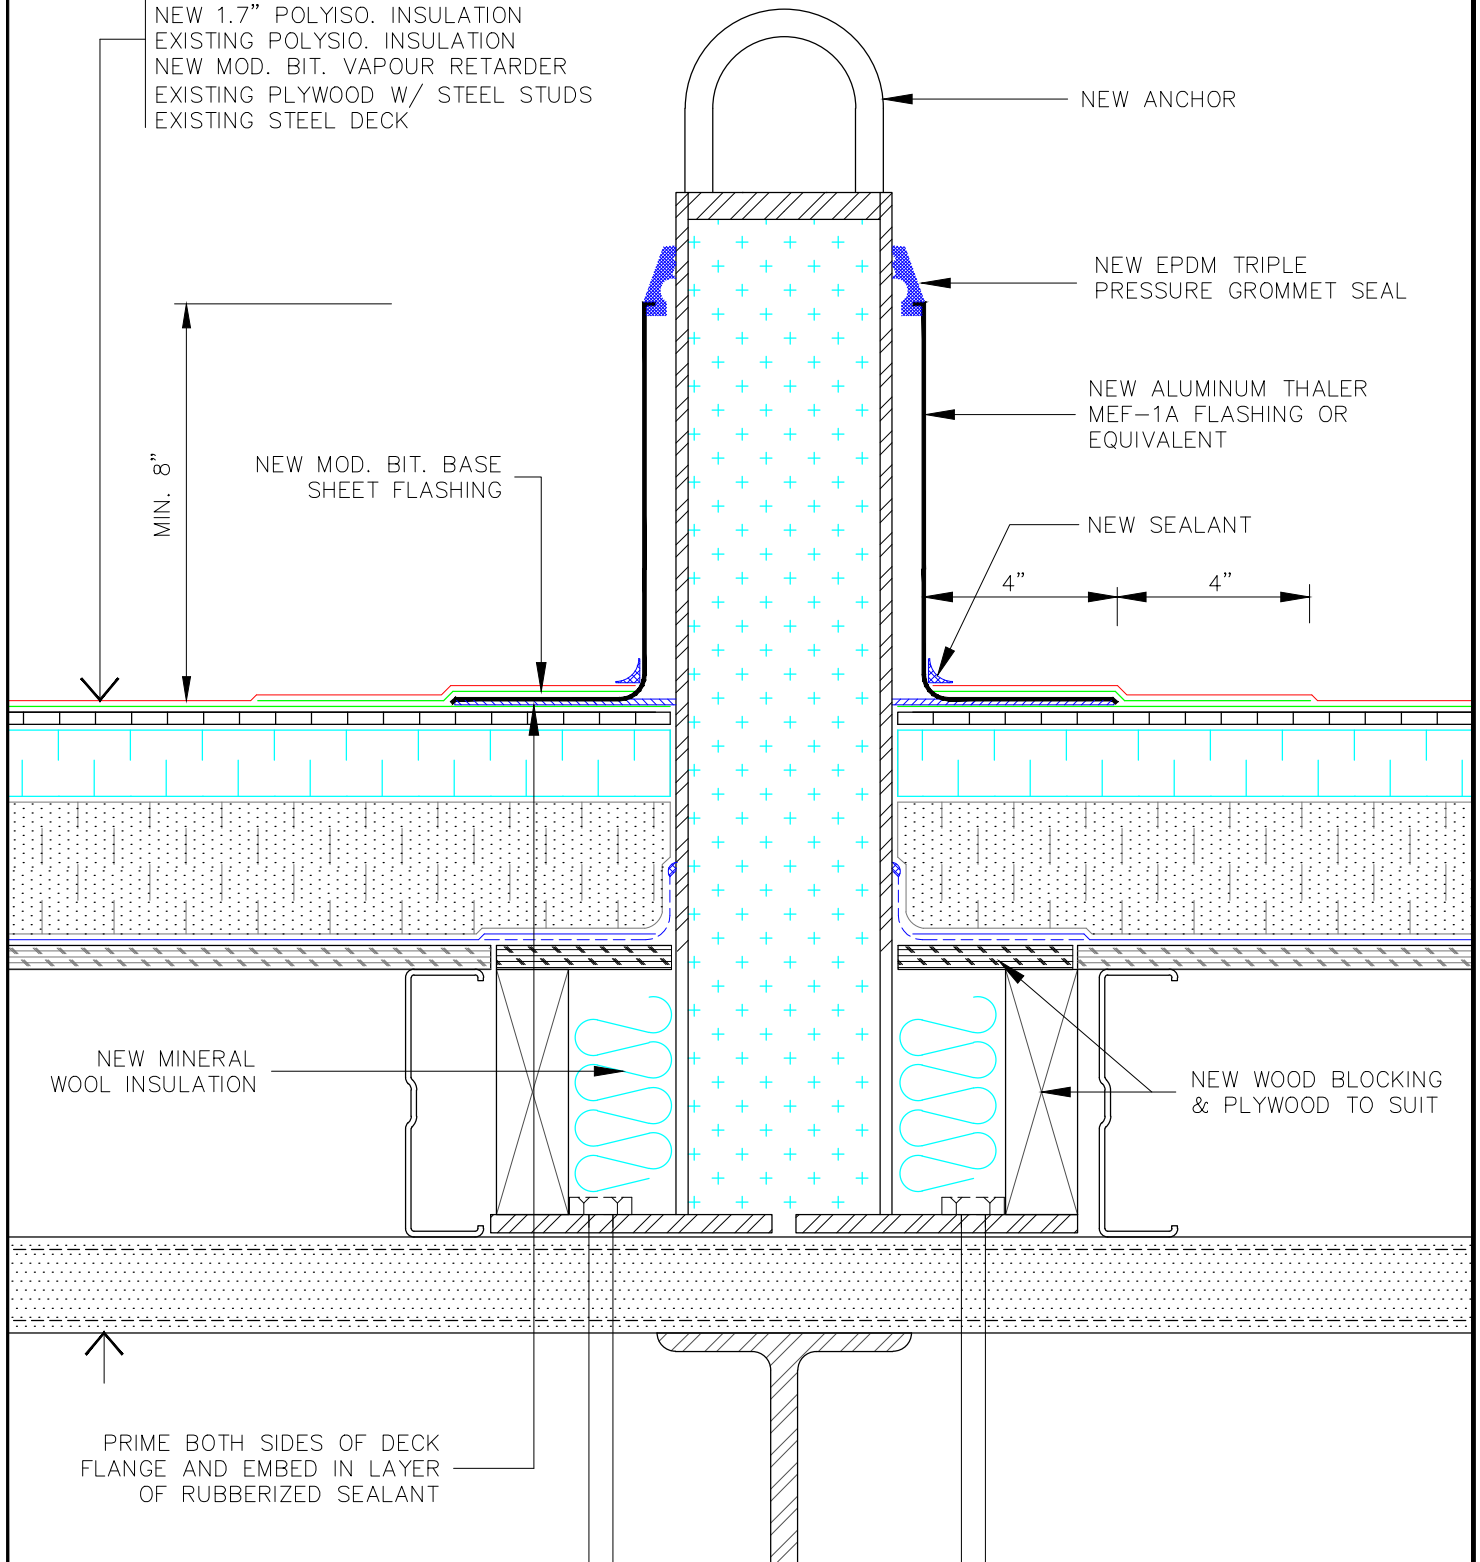 NEW 1.7” POLYISO. INSULATION
EXISTING POLYSIO. INSULATION
NEW MOD. BIT. VAPOUR RETARDER
EXISTING PLYWOOD W/ STEEL STUDS
EXISTING STEEL DECK
NEW ANCHOR
NEW EPDM TRIPLE
PRESSURE GROMMET SEAL
NEW ALUMINUM THALER
MEF-1A FLASHING OR
EQUIVALENT
MIN. 8”
NEW MOD. BIT. BASE
SHEET FLASHING
NEW SEALANT
4”
4”
NEW MINERAL
WOOL INSULATION
NEW WOOD BLOCKING
& PLYWOOD TO SUIT
PRIME BOTH SIDES OF DECK
FLANGE AND EMBED IN LAYER
OF RUBBERIZED SEALANT